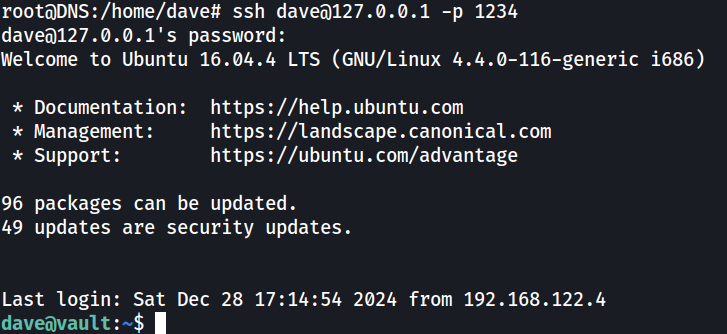 root@DNS:/home/dave# ssh dave@127.0.0.1 -p 1234
dave@127.0.0.1's password:
Welcome to Ubuntu 16.04.4 LTS (GNU/Linux 4.4.0-116-generic i686)
* Documentation:  https://help.ubuntu.com
* Management:     https://landscape.canonical.com
* Support:        https://ubuntu.com/advantage
96 packages can be updated.
49 updates are security updates.
Last login: Sat Dec 28 17:14:54 2024 from 192.168.122.4
dave@vault:~$